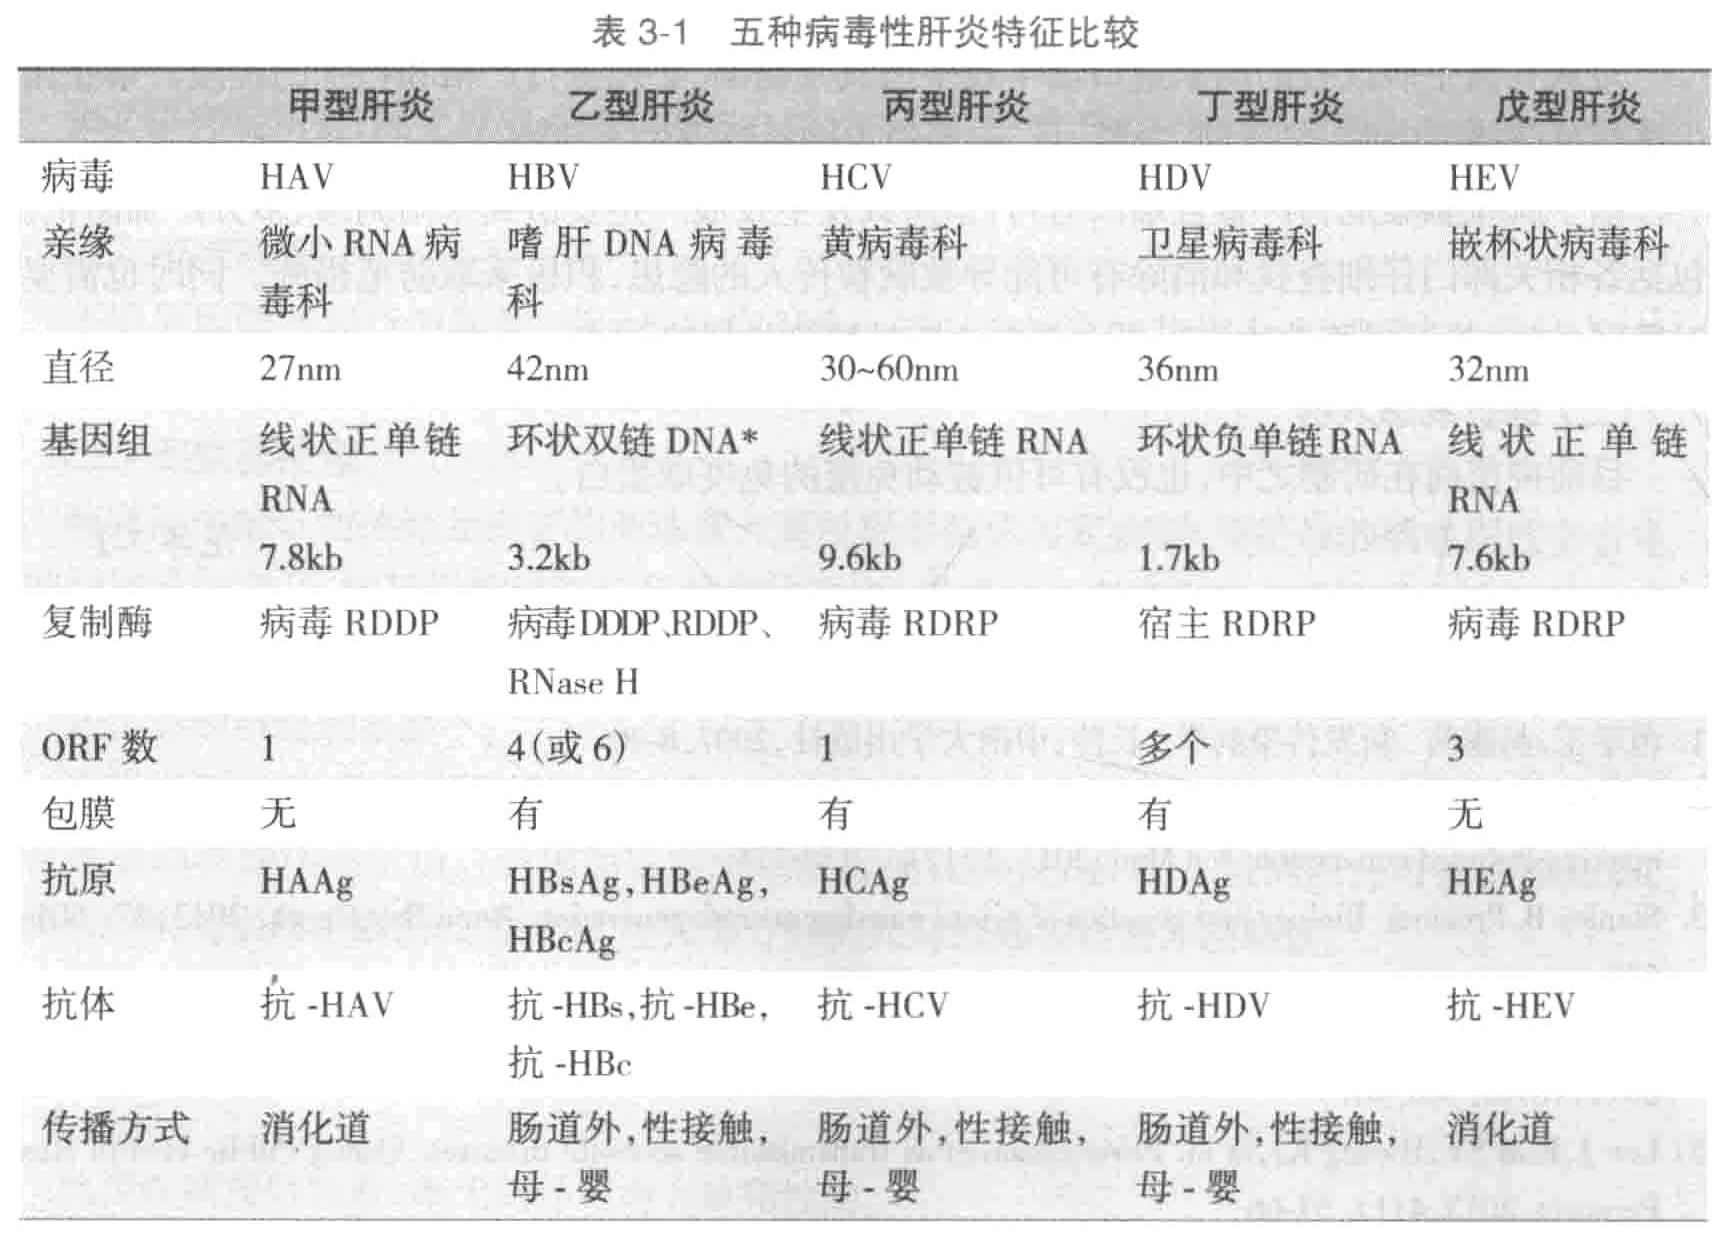 表 3-1 五种病毒性肝炎特征比较
甲型肝炎 乙型肝炎 丙型肝炎 丁型肝炎 戊型肝炎
病毒 HAV HBV HCV HDV HEV
亲缘 微小 RNA 病 嗜肝 DNA 病毒 黄病毒科 卫星病毒科 嵌杯状病毒科
毒科 科
直径 27nm 42nm 30~60nm 36nm 32nm
基因组 线状正单链 环状双链 DNA* 线状正单链 RNA 环状负单链 RNA 线状正单链
RNA RNA
7.8kb 3.2kb 9.6kb 1.7kb 7.6kb
复制酶 病毒 RDDP 病毒DDDP、RDDP、 病毒 RDRP 宿主 RDRP 病毒 RDRP
RNase H
ORF 数 1 4(或 6) 1 多个 3
包膜 无 有 有 有 无
抗原 HAAg HBsAg,HBeAg, HCAg HDAg HEAg
HBcAg
抗体 抗 -HAV 抗 -HBs,抗 -HBe, 抗 -HCV 抗 -HDV 抗 -HEV
抗 -HBc
传播方式 消化道 肠道外,性接触, 肠道外,性接触, 肠道外,性接触, 消化道
母 - 婴 母 - 婴 母 - 婴